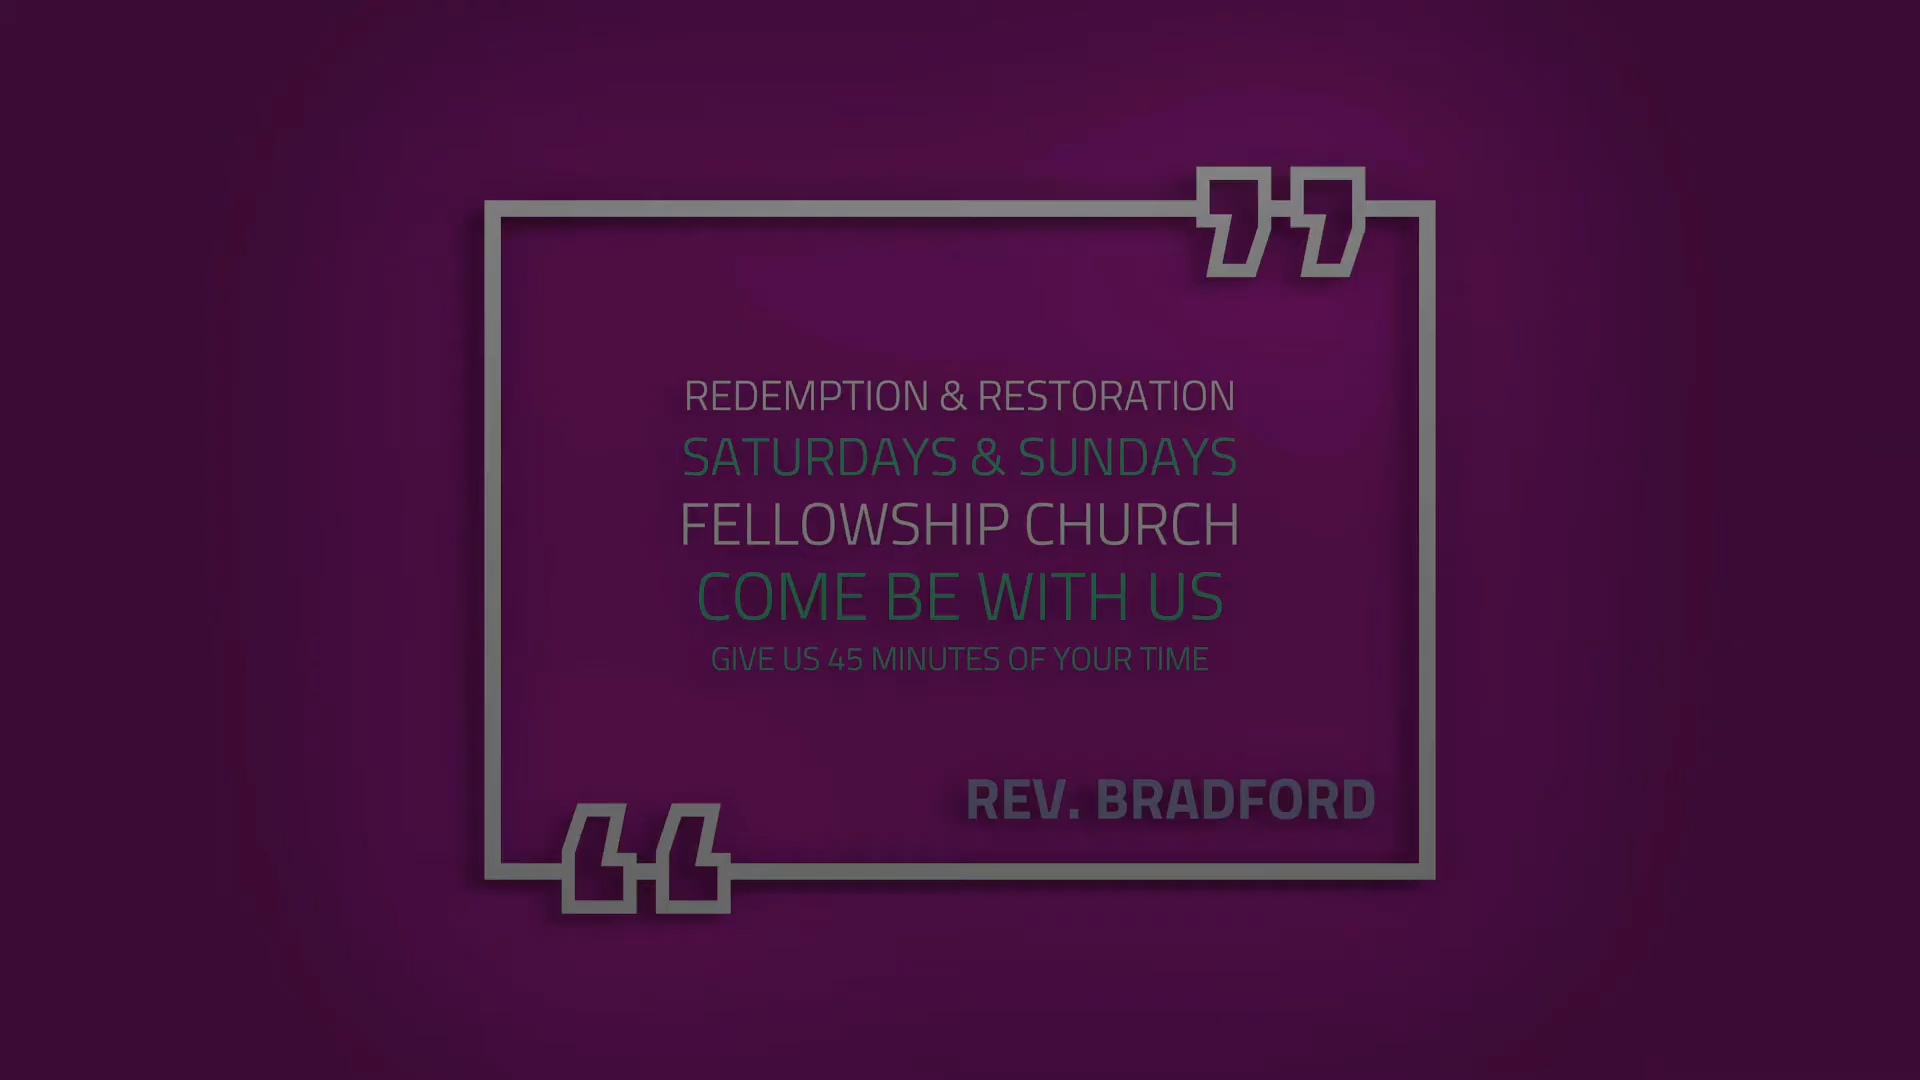 REDEMPTION & RESTORATION
SATURDAYS & SUNDAYS
FELLOWSHIP CHURCH
COME BE WITH US
GIVE US 45 MINUTES OF YOUR TIME
REV. BRADFORD